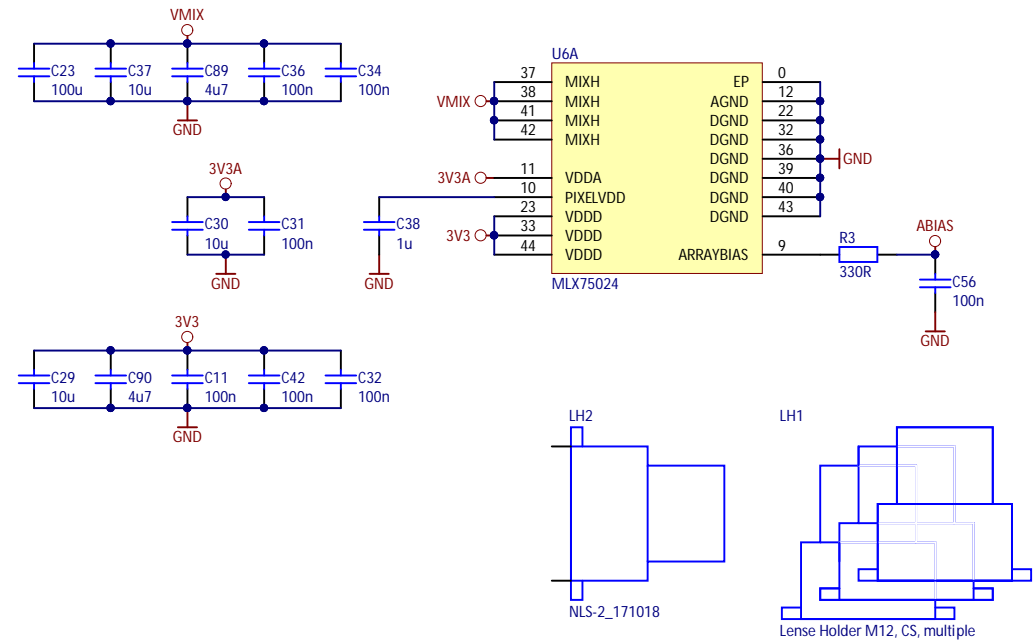 VMIX
C23
100u
C37
10u
C89
4u7
C36
100n
C34
100n
GND
3V3A
C30
10u
C31
100n
GND
C38
1u
GND
3V3
C29
10u
C90
4u7
C11
100n
C42
100n
C32
100n
GND
U6A
VMIX
37 MIXH
38 MIXH
41 MIXH
42 MIXH
3V3A
11 VDDA
10 PIXELVDD
3V3
23 VDDD
33 VDDD
44 VDDD
EP 0
AGND 12
DGND 22
DGND 32
DGND 36
DGND 39
DGND 40
DGND 43
GND
ARRAYBIAS 9
MLX75024
R3
330R
ABIAS
C56
100n
GND
LH2
NLS-2_171018
LH1
Lense Holder M12, CS, multiple